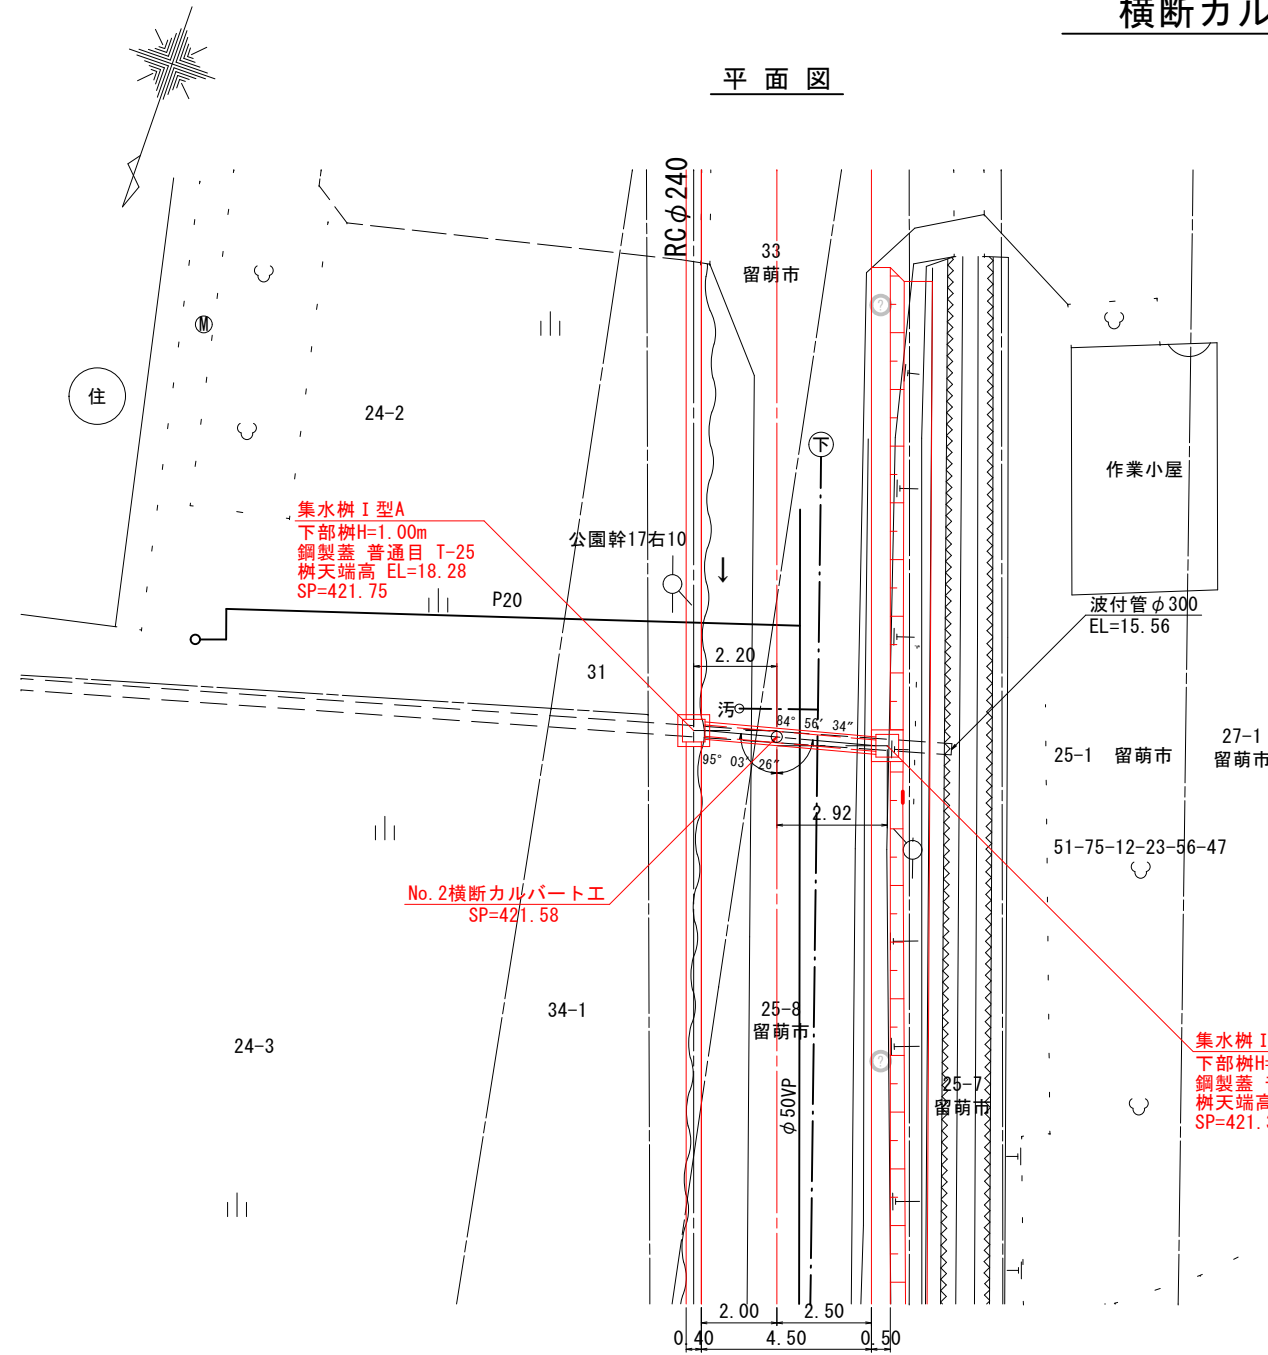 横断カル
平 面 図
RCφ240
33
留萌市
M
住
24-2
下
作業小屋
集水桝Ⅰ型A
下部桝H=1.00m
鋼製蓋 普通目 T-25
桝天端高 EL=18.28
SP=421.75
公園幹17右10
P20
波付管φ300
EL=15.56
2.20
31
汚
84° 56′ 34″
95° 03′ 26″
25-1 留萌市
27-1
留萌市
2.92
51-75-12-23-56-47
No.2横断カルバート工
SP=421.58
34-1
25-8
留萌市
24-3
集水桝Ⅰ
下部桝H=
鋼製蓋
桝天端高
SP=421.
25-7
留萌市
φ50VP
2.00
2.50
0.40
4.50
0.50